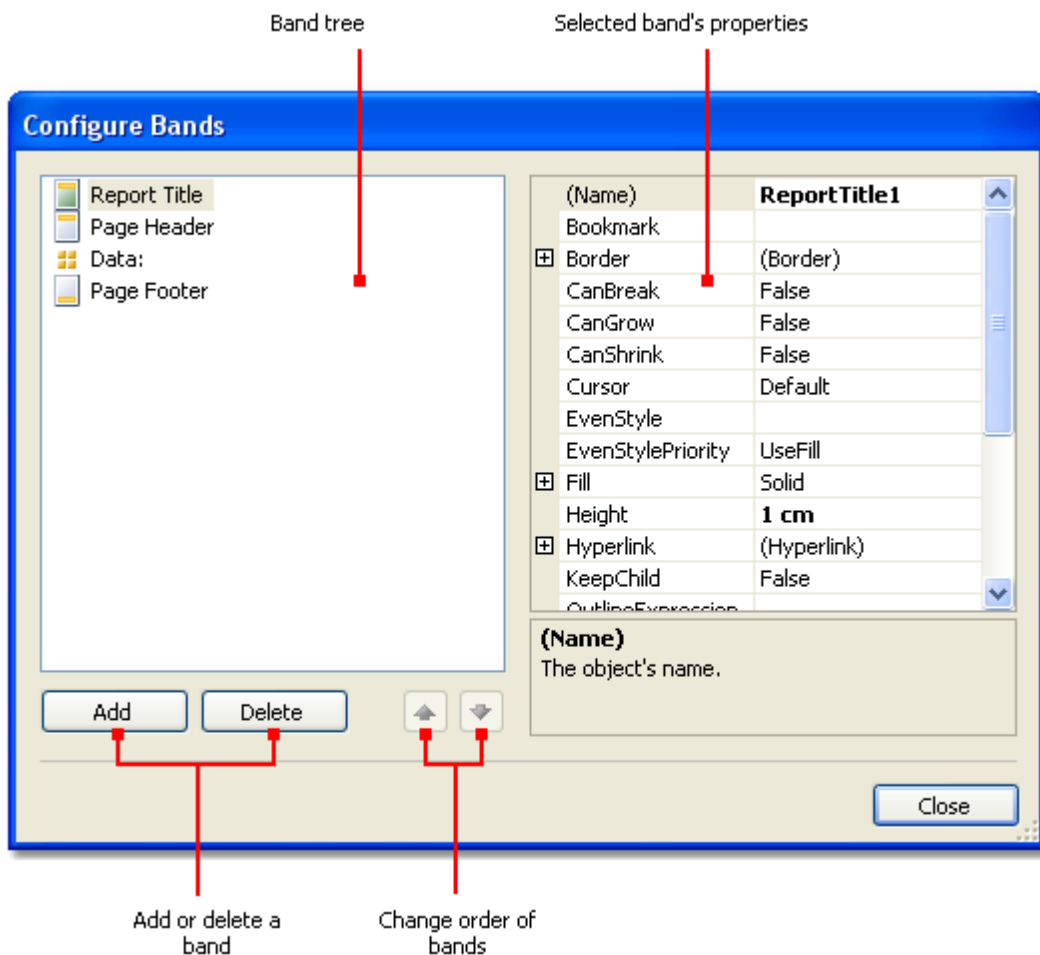 Band tree
Selected band's properties
Configure Bands
Report Title
Page Header
Data:
Page Footer
(Name) ReportTitle1
Bookmark
Border (Border)
CanBreak False
CanGrow False
CanShrink False
Cursor Default
EvenStyle
EvenStylePriority UseFill
Fill Solid
Height 1 cm
Hyperlink (Hyperlink)
KeepChild False
OutlineExpression
(Name)
The object's name.
Add
Delete
Close
Add or delete a
band
Change order of
bands